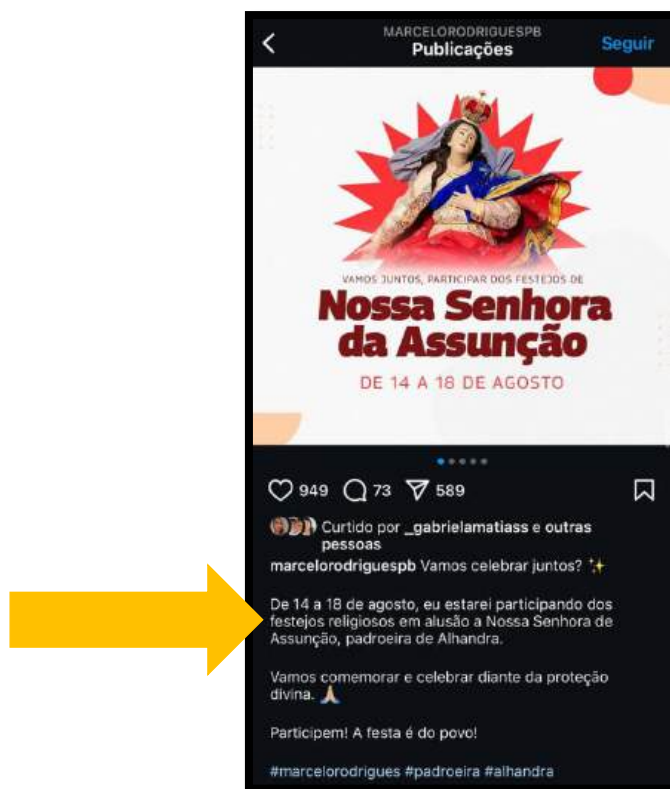 MARCELORODRIGUESPB
Publicações
Seguir
VAMOS JUNTOS, PARTICIPAR DOS FESTEJOS DE
Nossa Senhora
da Assunção
DE 14 A 18 DE AGOSTO
949 73 589
Curtido por _gabrielamatiass e outras
pessoas
marcelorodriguespb Vamos celebrar juntos? ✨
De 14 a 18 de agosto, eu estarei participando dos
festejos religiosos em alusão a Nossa Senhora de
Assunção, padroeira de Alhandra.
Vamos comemorar e celebrar diante da proteção
divina. 🙏🏼
Participem! A festa é do povo!
#marcelorodrigues #padroeira #alhandra